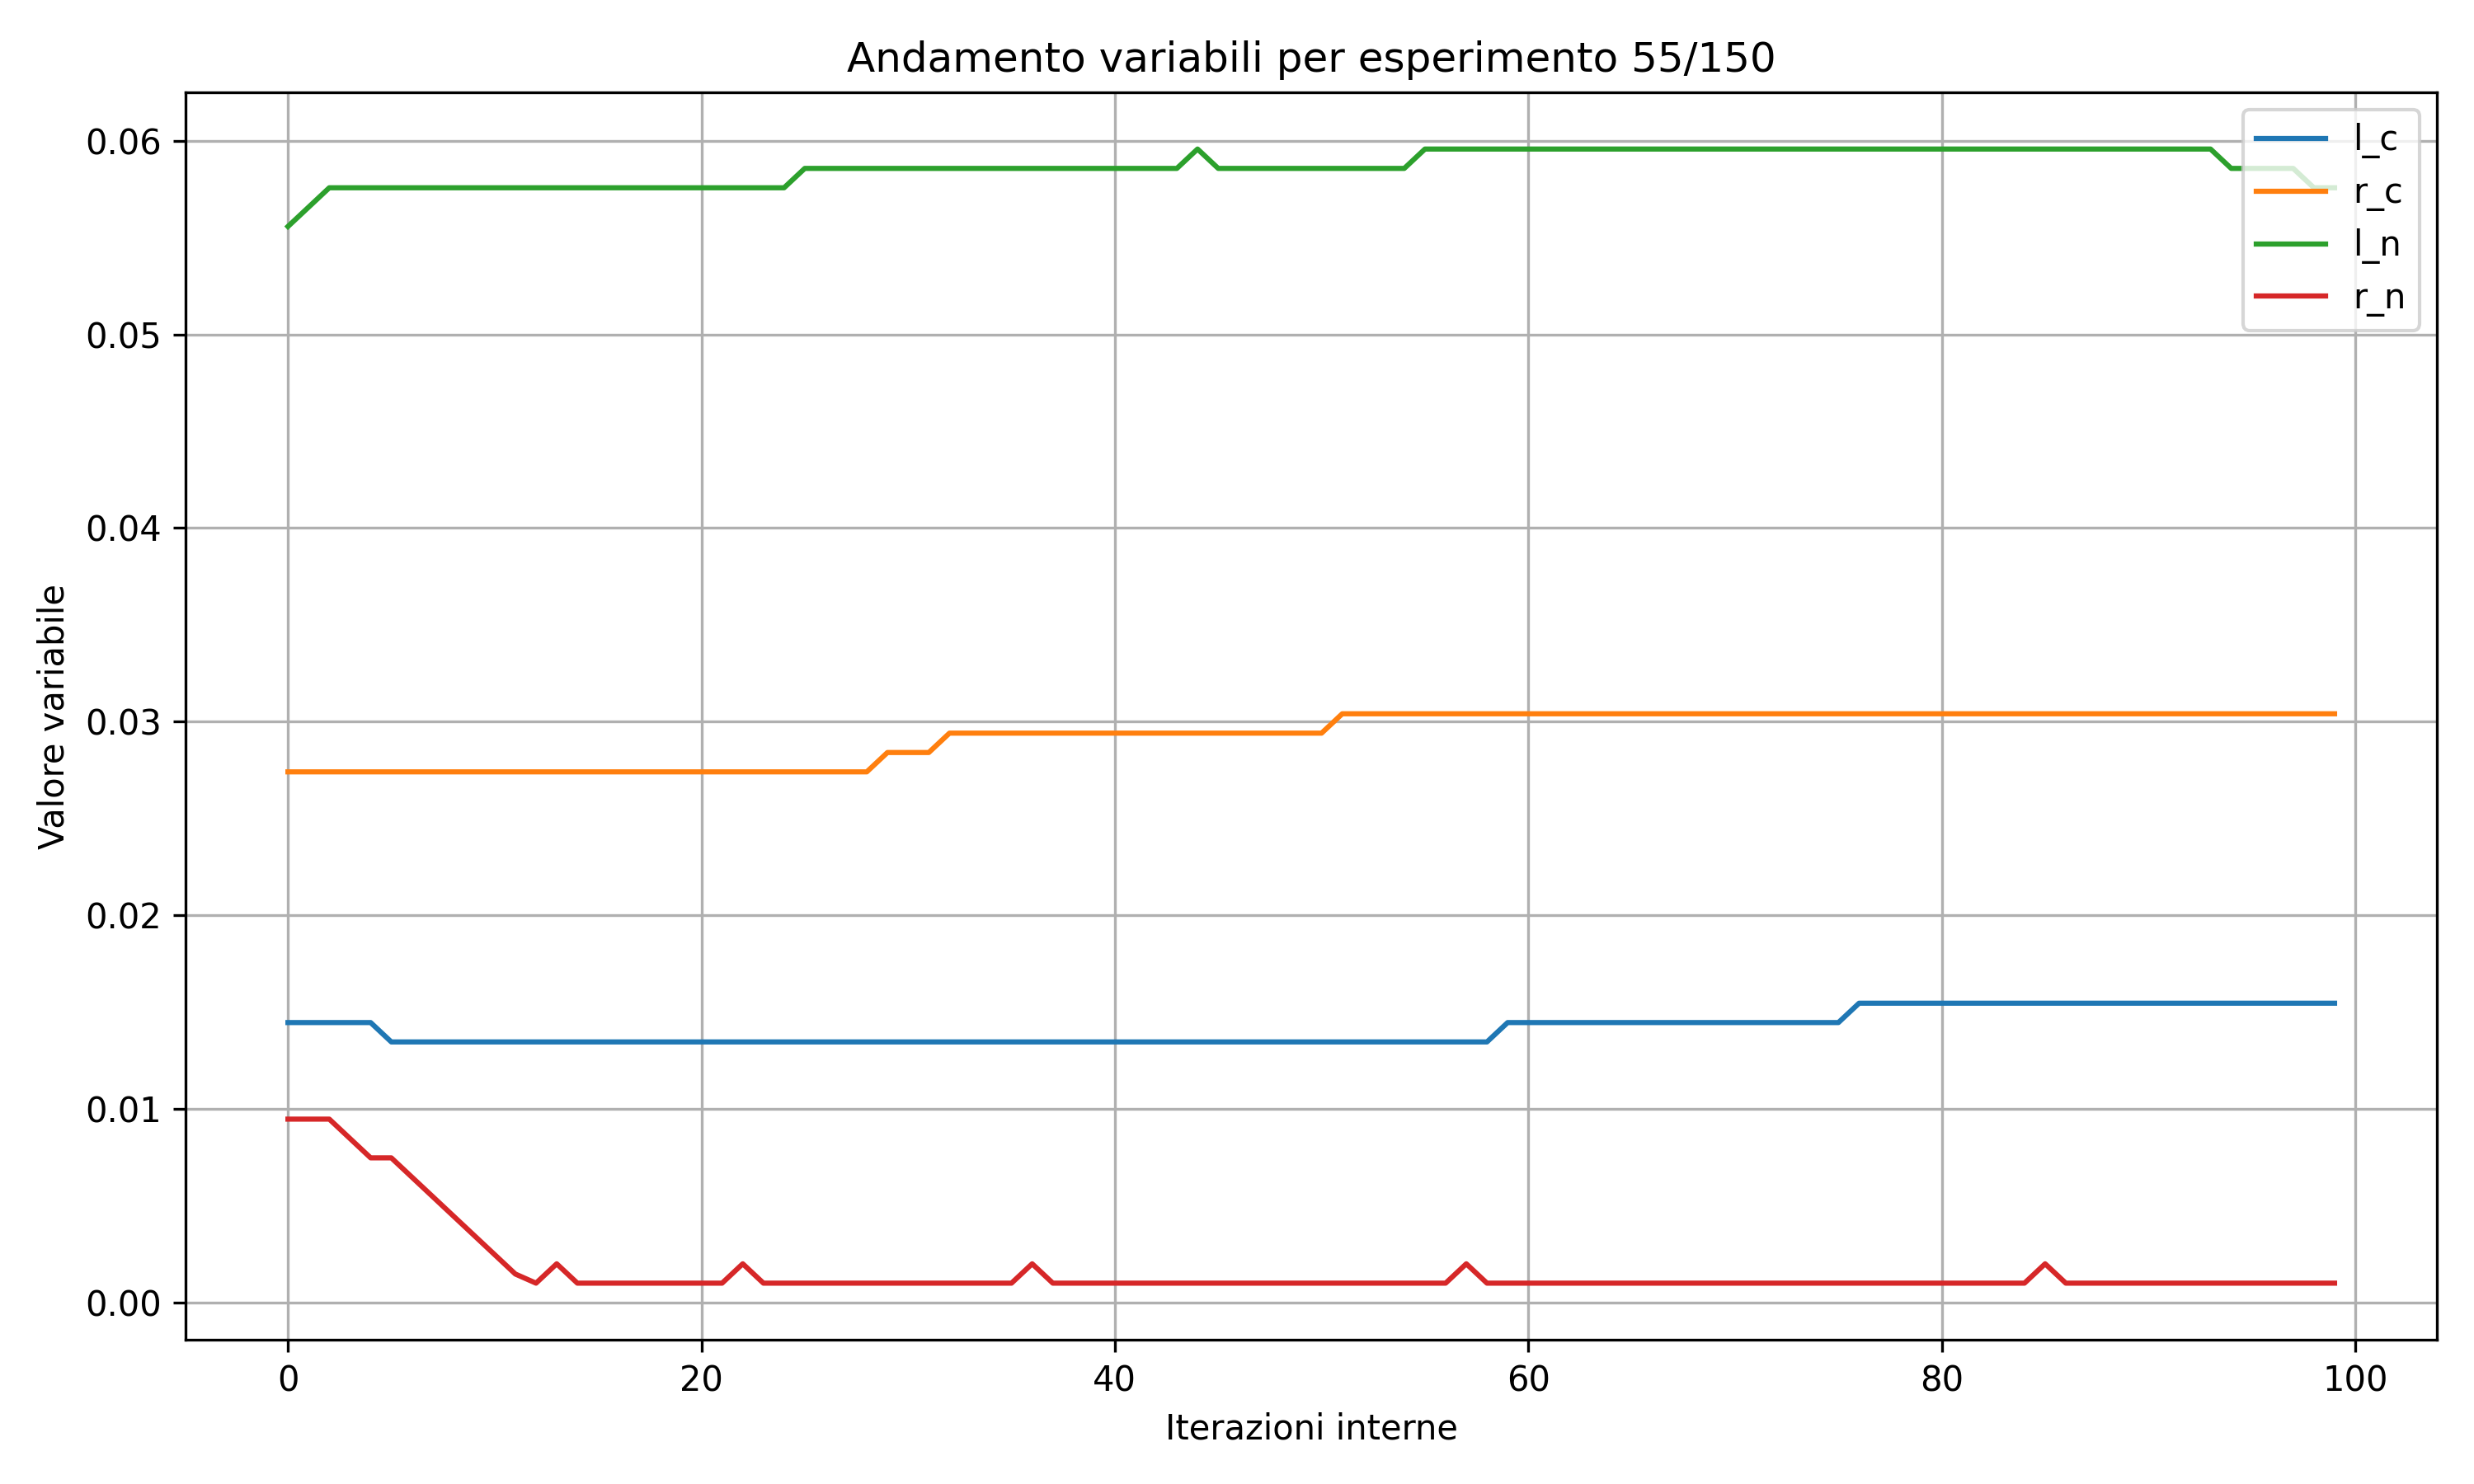 Andamento variabili per esperimento 55/150
l_c
r_c
l_n
r_n
0.06
0.05
0.04
0.03
0.02
0.01
0.00
Valore variabile
0 20 40 60 80 100
Iterazioni interne